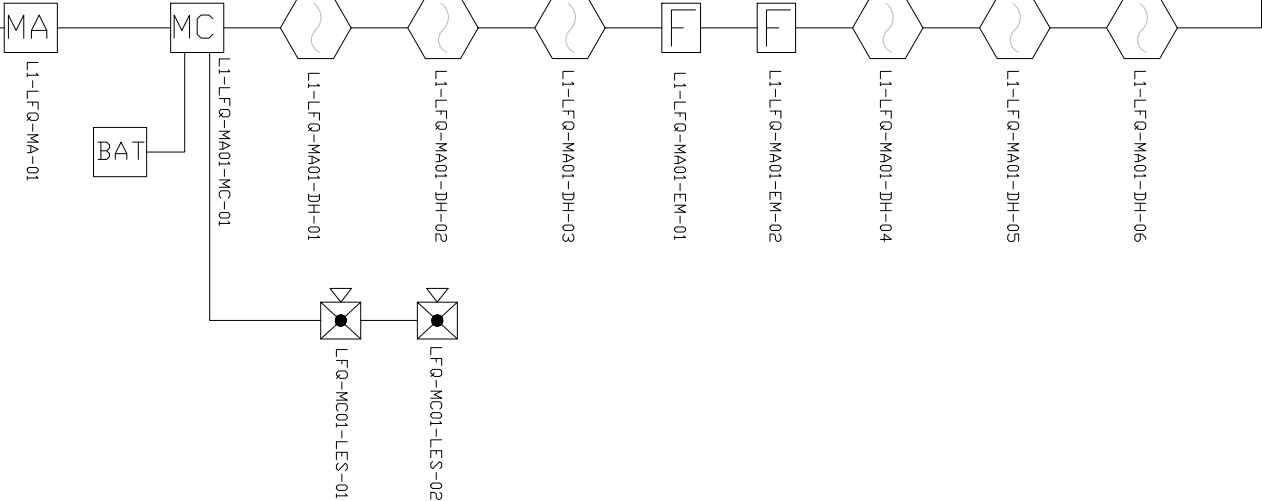 MA
MC
F
F
L1-LFQ-MA-01
L1-LFQ-MA01-MC-01
L1-LFQ-MA01-DH-01
L1-LFQ-MA01-DH-02
L1-LFQ-MA01-DH-03
L1-LFQ-MA01-EM-01
L1-LFQ-MA01-EM-02
L1-LFQ-MA01-DH-04
L1-LFQ-MA01-DH-05
L1-LFQ-MA01-DH-06
BAT
LFQ-MC01-LES-01
LFQ-MC01-LES-02